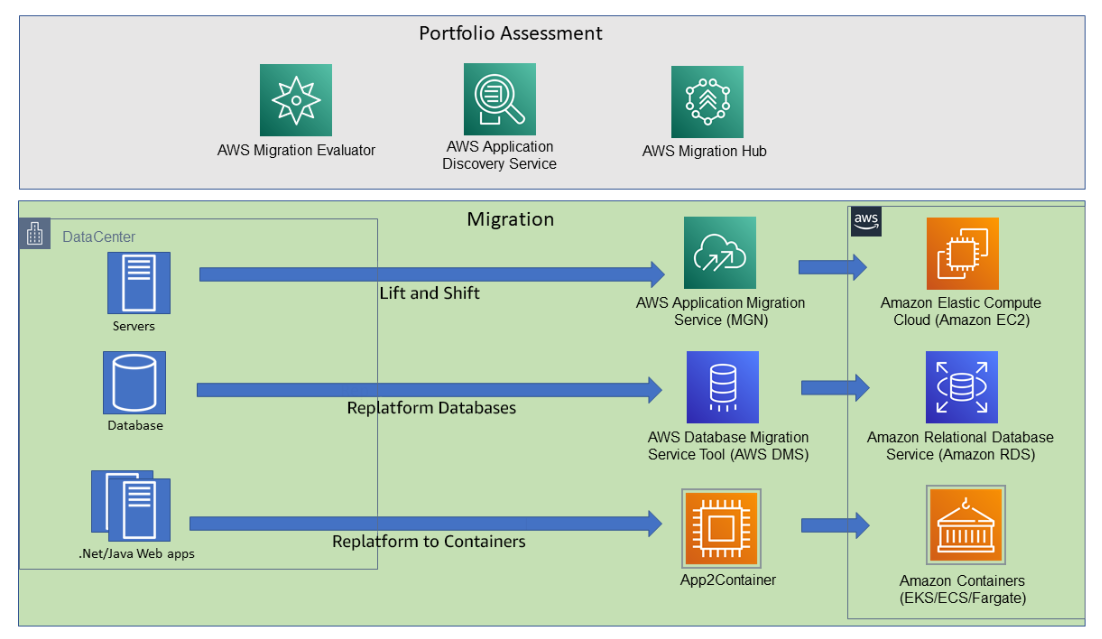 Portfolio Assessment
AWS Migration Evaluator
AWS Application
Discovery Service
AWS Migration Hub
Migration
DataCenter
aws
Servers
Lift and Shift
AWS Application Migration
Service (MGN)
Amazon Elastic Compute
Cloud (Amazon EC2)
Database
Replatform Databases
AWS Database Migration
Service Tool (AWS DMS)
Amazon Relational Database
Service (Amazon RDS)
.Net/Java Web apps
Replatform to Containers
App2Container
Amazon Containers
(EKS/ECS/Fargate)